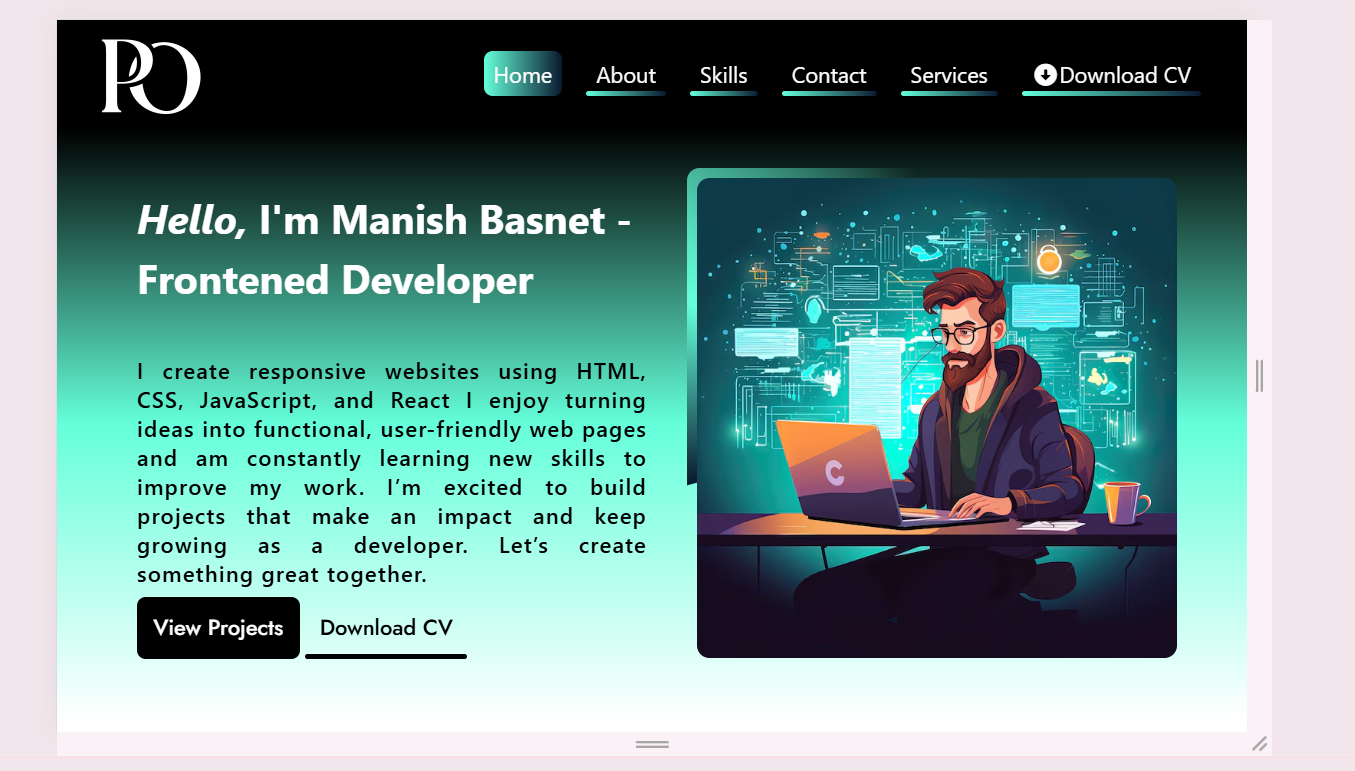 PO
Home About Skills Contact Services Download CV
Hello, I'm Manish Basnet -
Frontened Developer
I create responsive websites using HTML,
CSS, JavaScript, and React I enjoy turning
ideas into functional, user-friendly web pages
and am constantly learning new skills to
improve my work. I’m excited to build
projects that make an impact and keep
growing as a developer. Let’s create
something great together.
View Projects Download CV
C